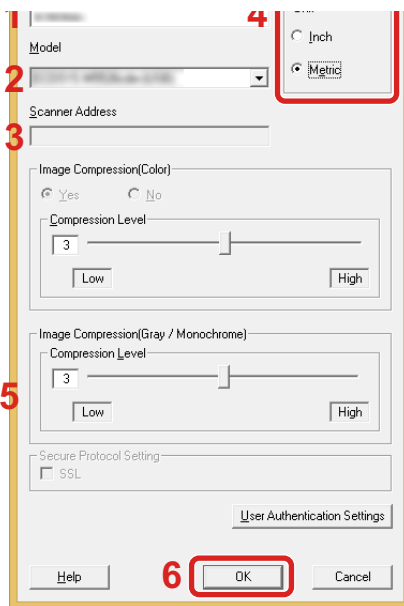 1
4
Inch
Model
Metric
2
Scanner Address
3
Image Compression(Color)
Yes No
Compression Level
3
Low High
Image Compression(Gray / Monochrome)
Compression Level
3
5
Low High
Secure Protocol Setting
SSL
User Authentication Settings
6
Help OK Cancel